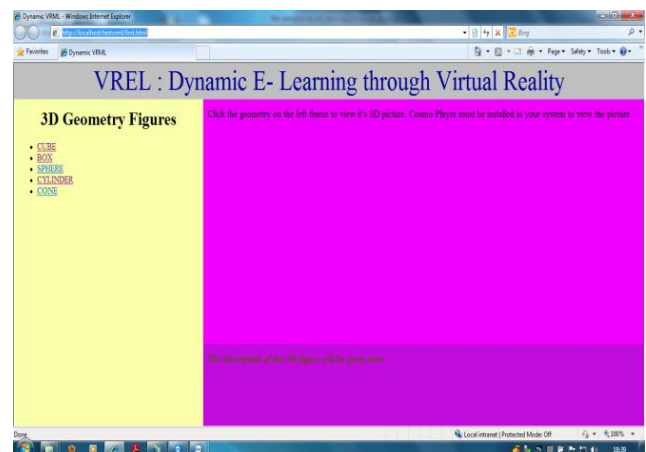 Dynamic VRML - Windows Internet Explorer
http://localhost/testvrml/first.html
Bing
Favorites Dynamic VRML
Page Safety Tools
VREL : Dynamic E- Learning through Virtual Reality
3D Geometry Figures
CUBE
BOX
SPHERE
CYLINDER
CONE
Click the geometry on the left frame to view it's 3D picture. Cosmo Player must be installed in your system to view the picture
The description of the 3D figure will be given here
Done
Local intranet | Protected Mode: Off
100%
18:39